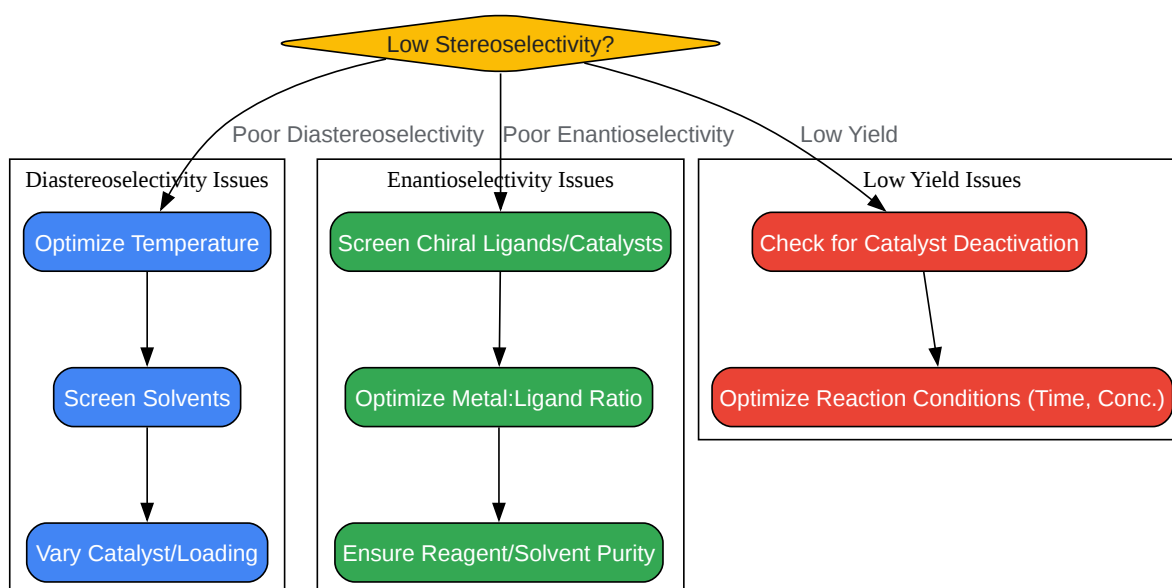 Low Stereoselectivity?
Poor Diastereoselectivity
Poor Enantioselectivity
Low Yield
Diastereoselectivity Issues
Optimize Temperature
Screen Solvents
Vary Catalyst/Loading
Enantioselectivity Issues
Screen Chiral Ligands/Catalysts
Optimize Metal:Ligand Ratio
Ensure Reagent/Solvent Purity
Low Yield Issues
Check for Catalyst Deactivation
Optimize Reaction Conditions (Time, Conc.)